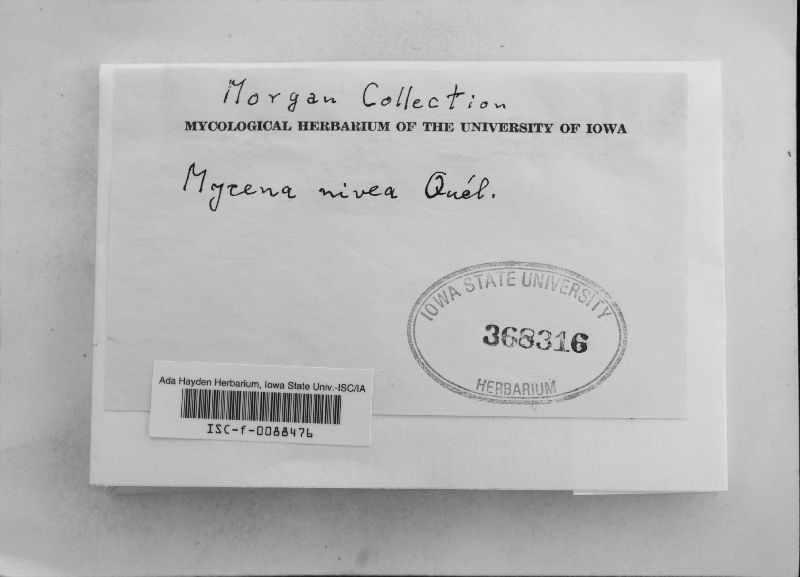 Morgan Collection
MYCOLOGICAL HERBARIUM OF THE UNIVERSITY OF IOWA
Mycena nivea Quél.
IOWA STATE UNIVERSITY
368316
HERBARIUM
Ada Hayden Herbarium, Iowa State Univ.-ISC/IA
ISC-f-0088476